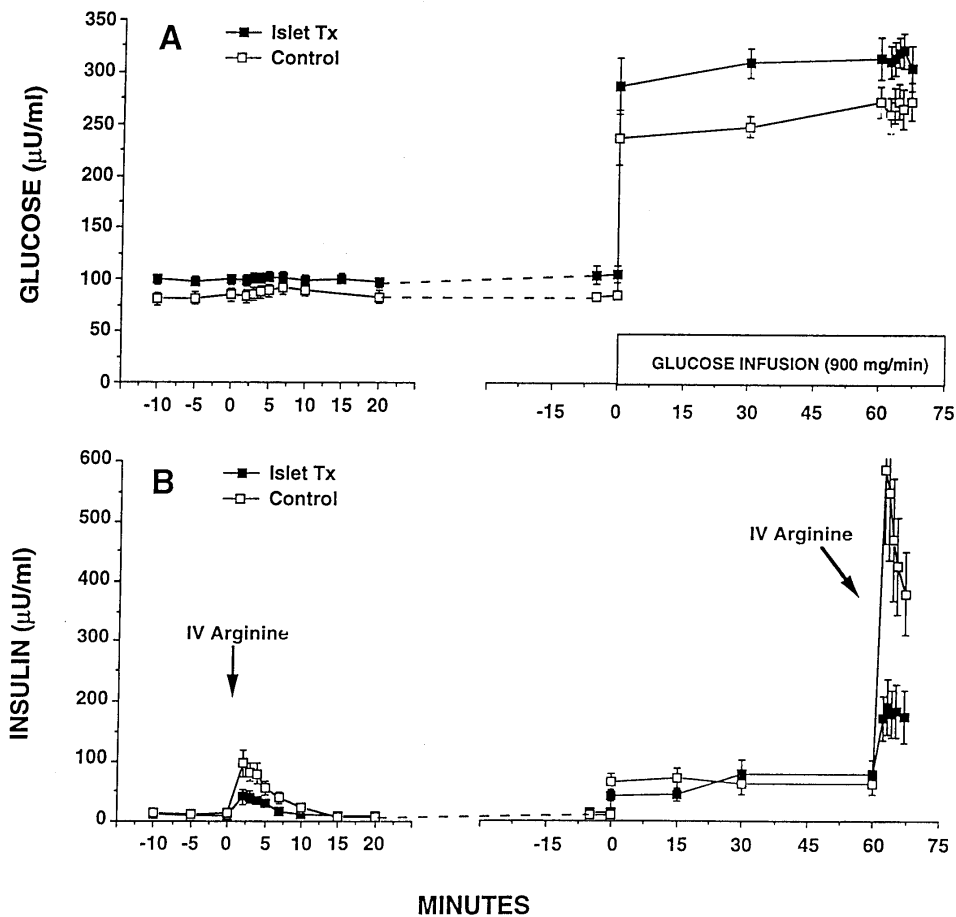 A
Islet Tx
Control
350
300
250
200
150
100
50
0
GLUCOSE (μU/ml)
GLUCOSE INFUSION (900 mg/min)
-10 -5 0 5 10 15 20 -15 0 15 30 45 60 75
B
Islet Tx
Control
600
500
400
300
200
100
0
INSULIN (μU/ml)
IV Arginine
IV Arginine
-10 -5 0 5 10 15 20 -15 0 15 30 45 60 75
MINUTES